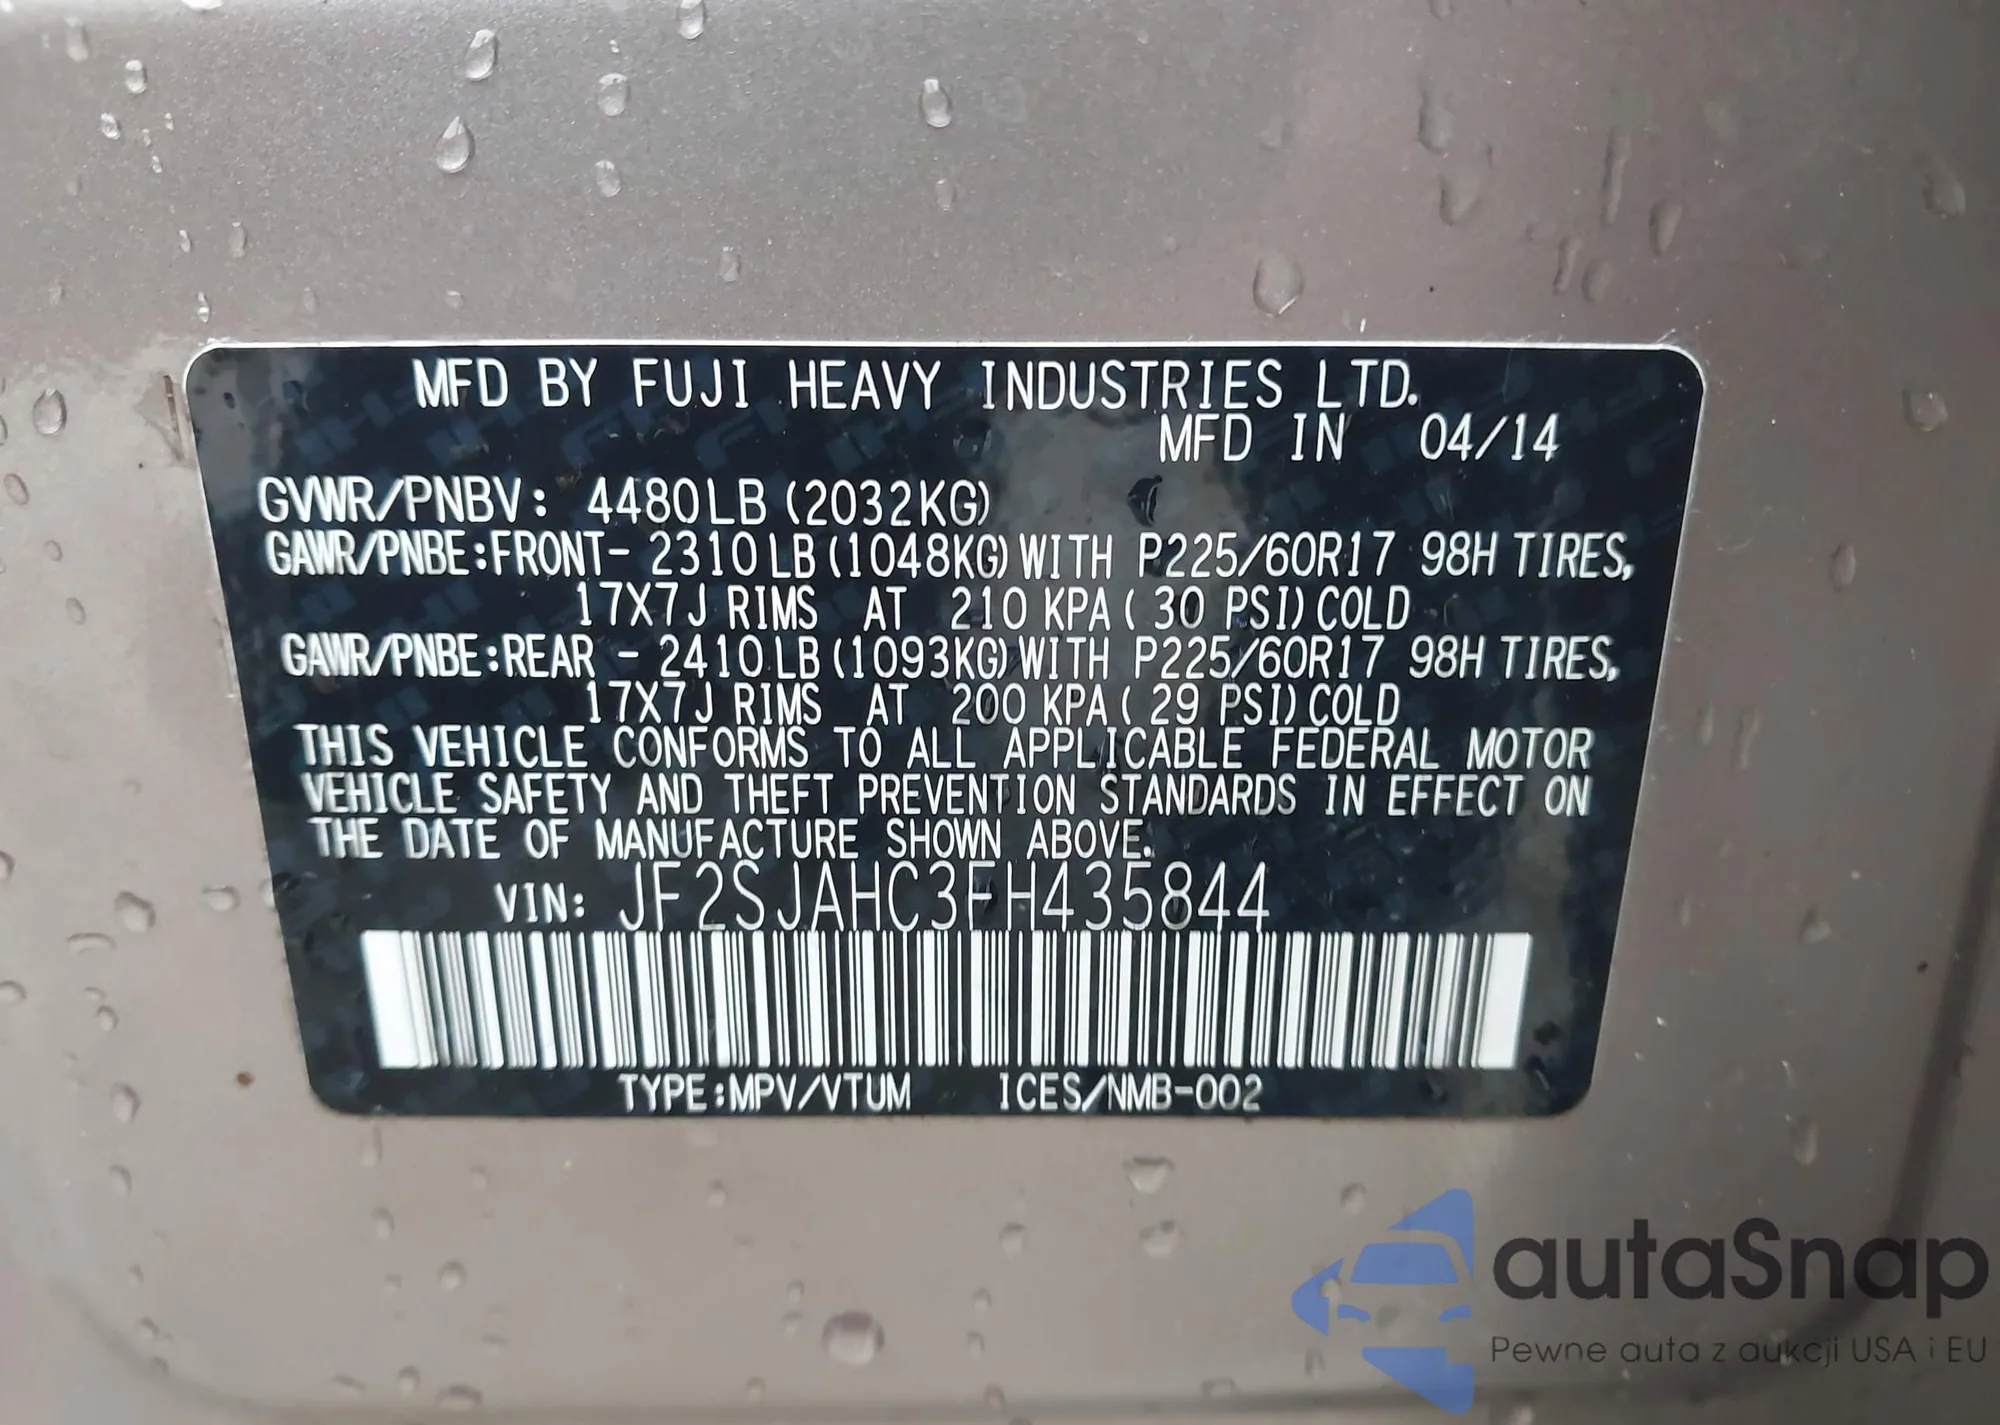 MFD BY FUJI HEAVY INDUSTRIES LTD.
MFD IN 04/14
GVWR/PNBV: 4480LB (2032KG)
GAWR/PNBE:FRONT- 2310LB(1048KG)WITH P225/60R17 98H TIRES,
17X7J RIMS AT 210 KPA( 30 PSI)COLD
GAWR/PNBE:REAR - 2410LB(1093KG)WITH P225/60R17 98H TIRES,
17X7J RIMS AT 200 KPA( 29 PSI)COLD
THIS VEHICLE CONFORMS TO ALL APPLICABLE FEDERAL MOTOR
VEHICLE SAFETY AND THEFT PREVENTION STANDARDS IN EFFECT ON
THE DATE OF MANUFACTURE SHOWN ABOVE.
VIN: JF2SJAHC3FH435844
TYPE:MPV/VTUM ICES/NMB-002
autaSnap
Pewne auta z aukcji USA i EU